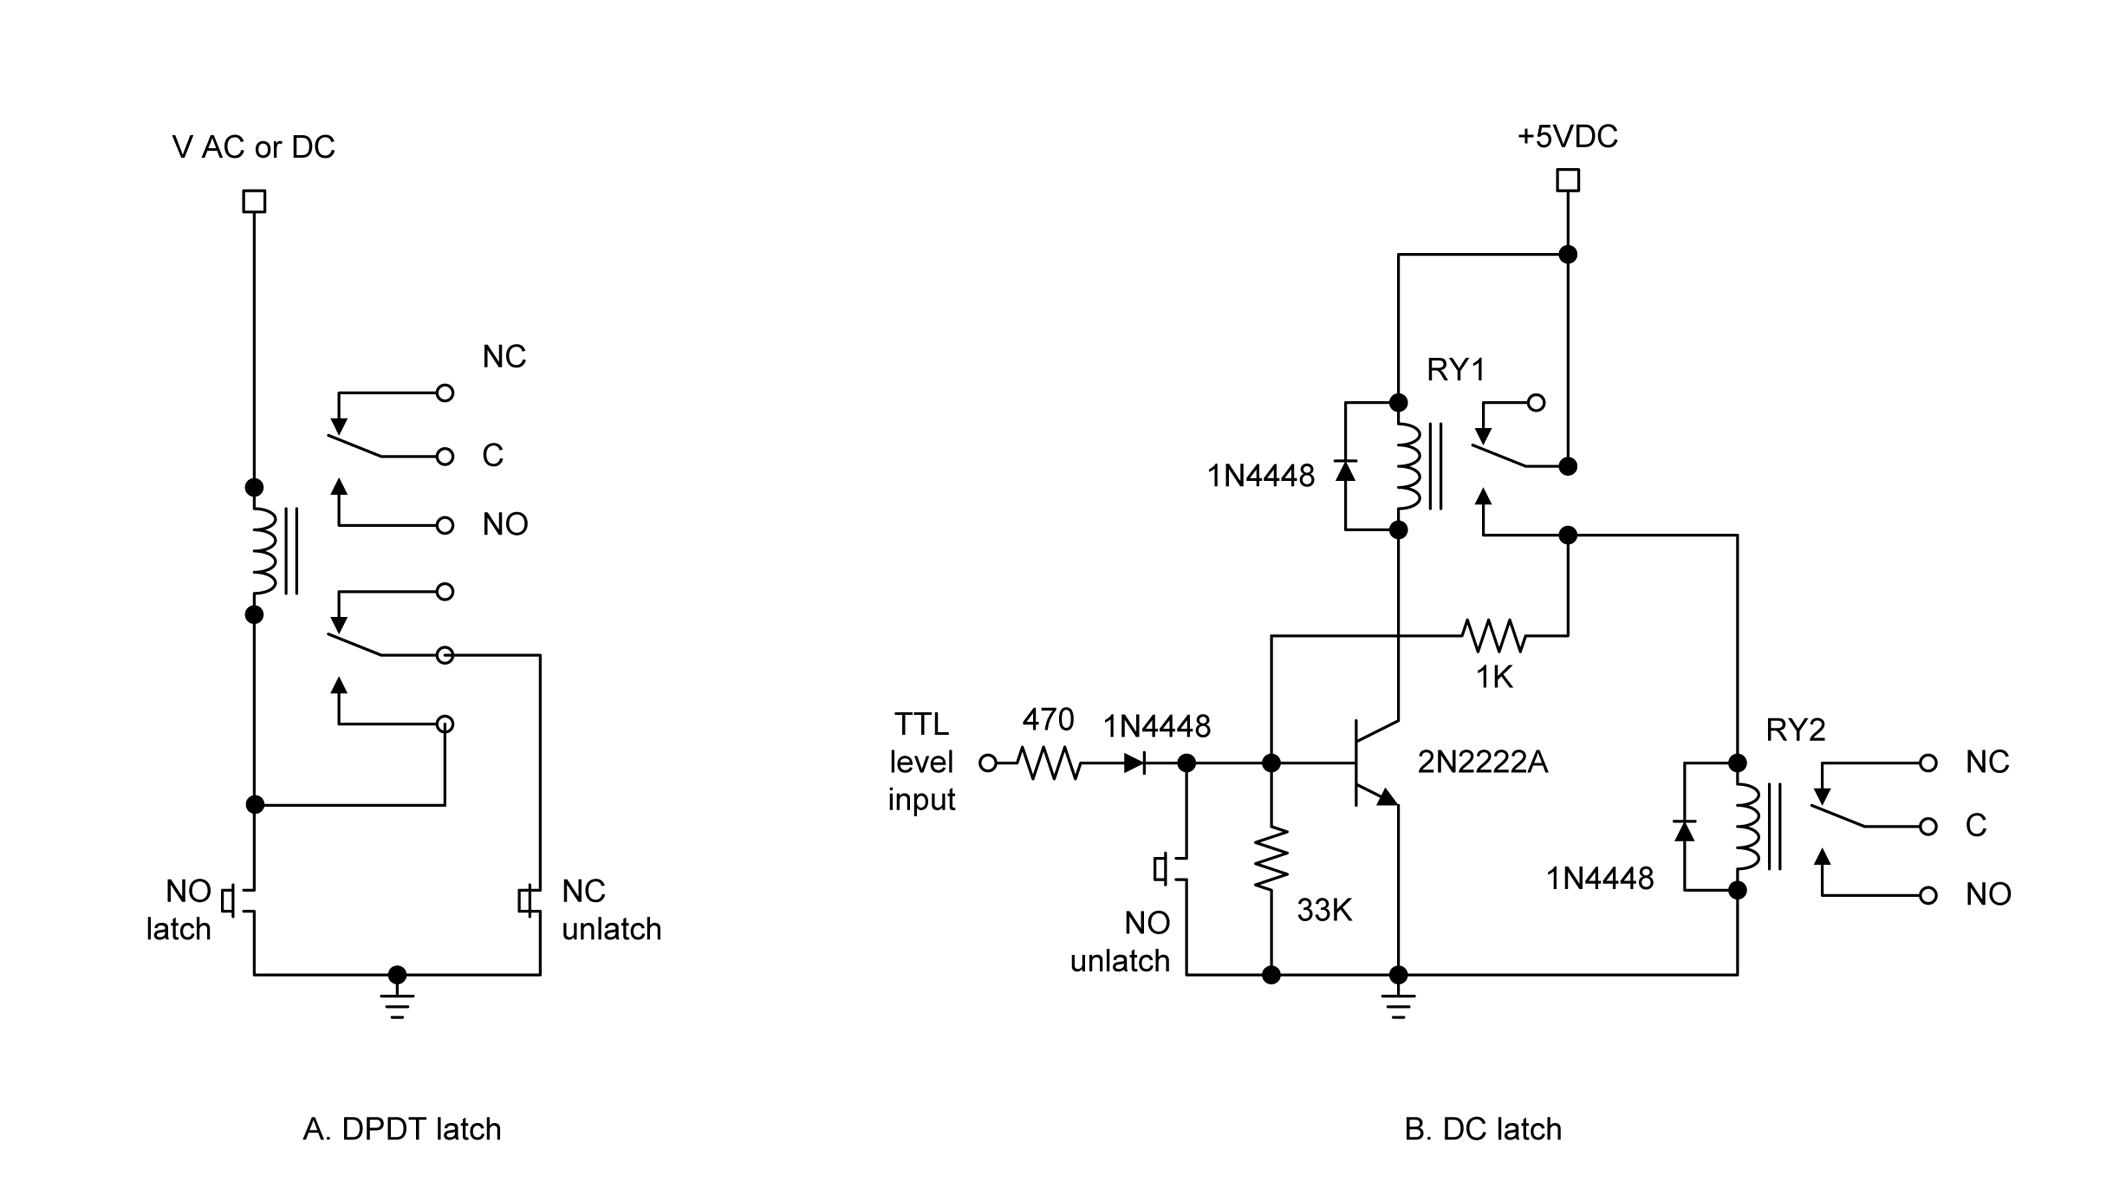 V AC or DC
NC
C
NO
NO
latch
NC
unlatch
A. DPDT latch
+5VDC
RY1
1N4448
1K
TTL
level
input
470
1N4448
2N2222A
RY2
NC
C
NO
1N4448
33K
NO
unlatch
B. DC latch